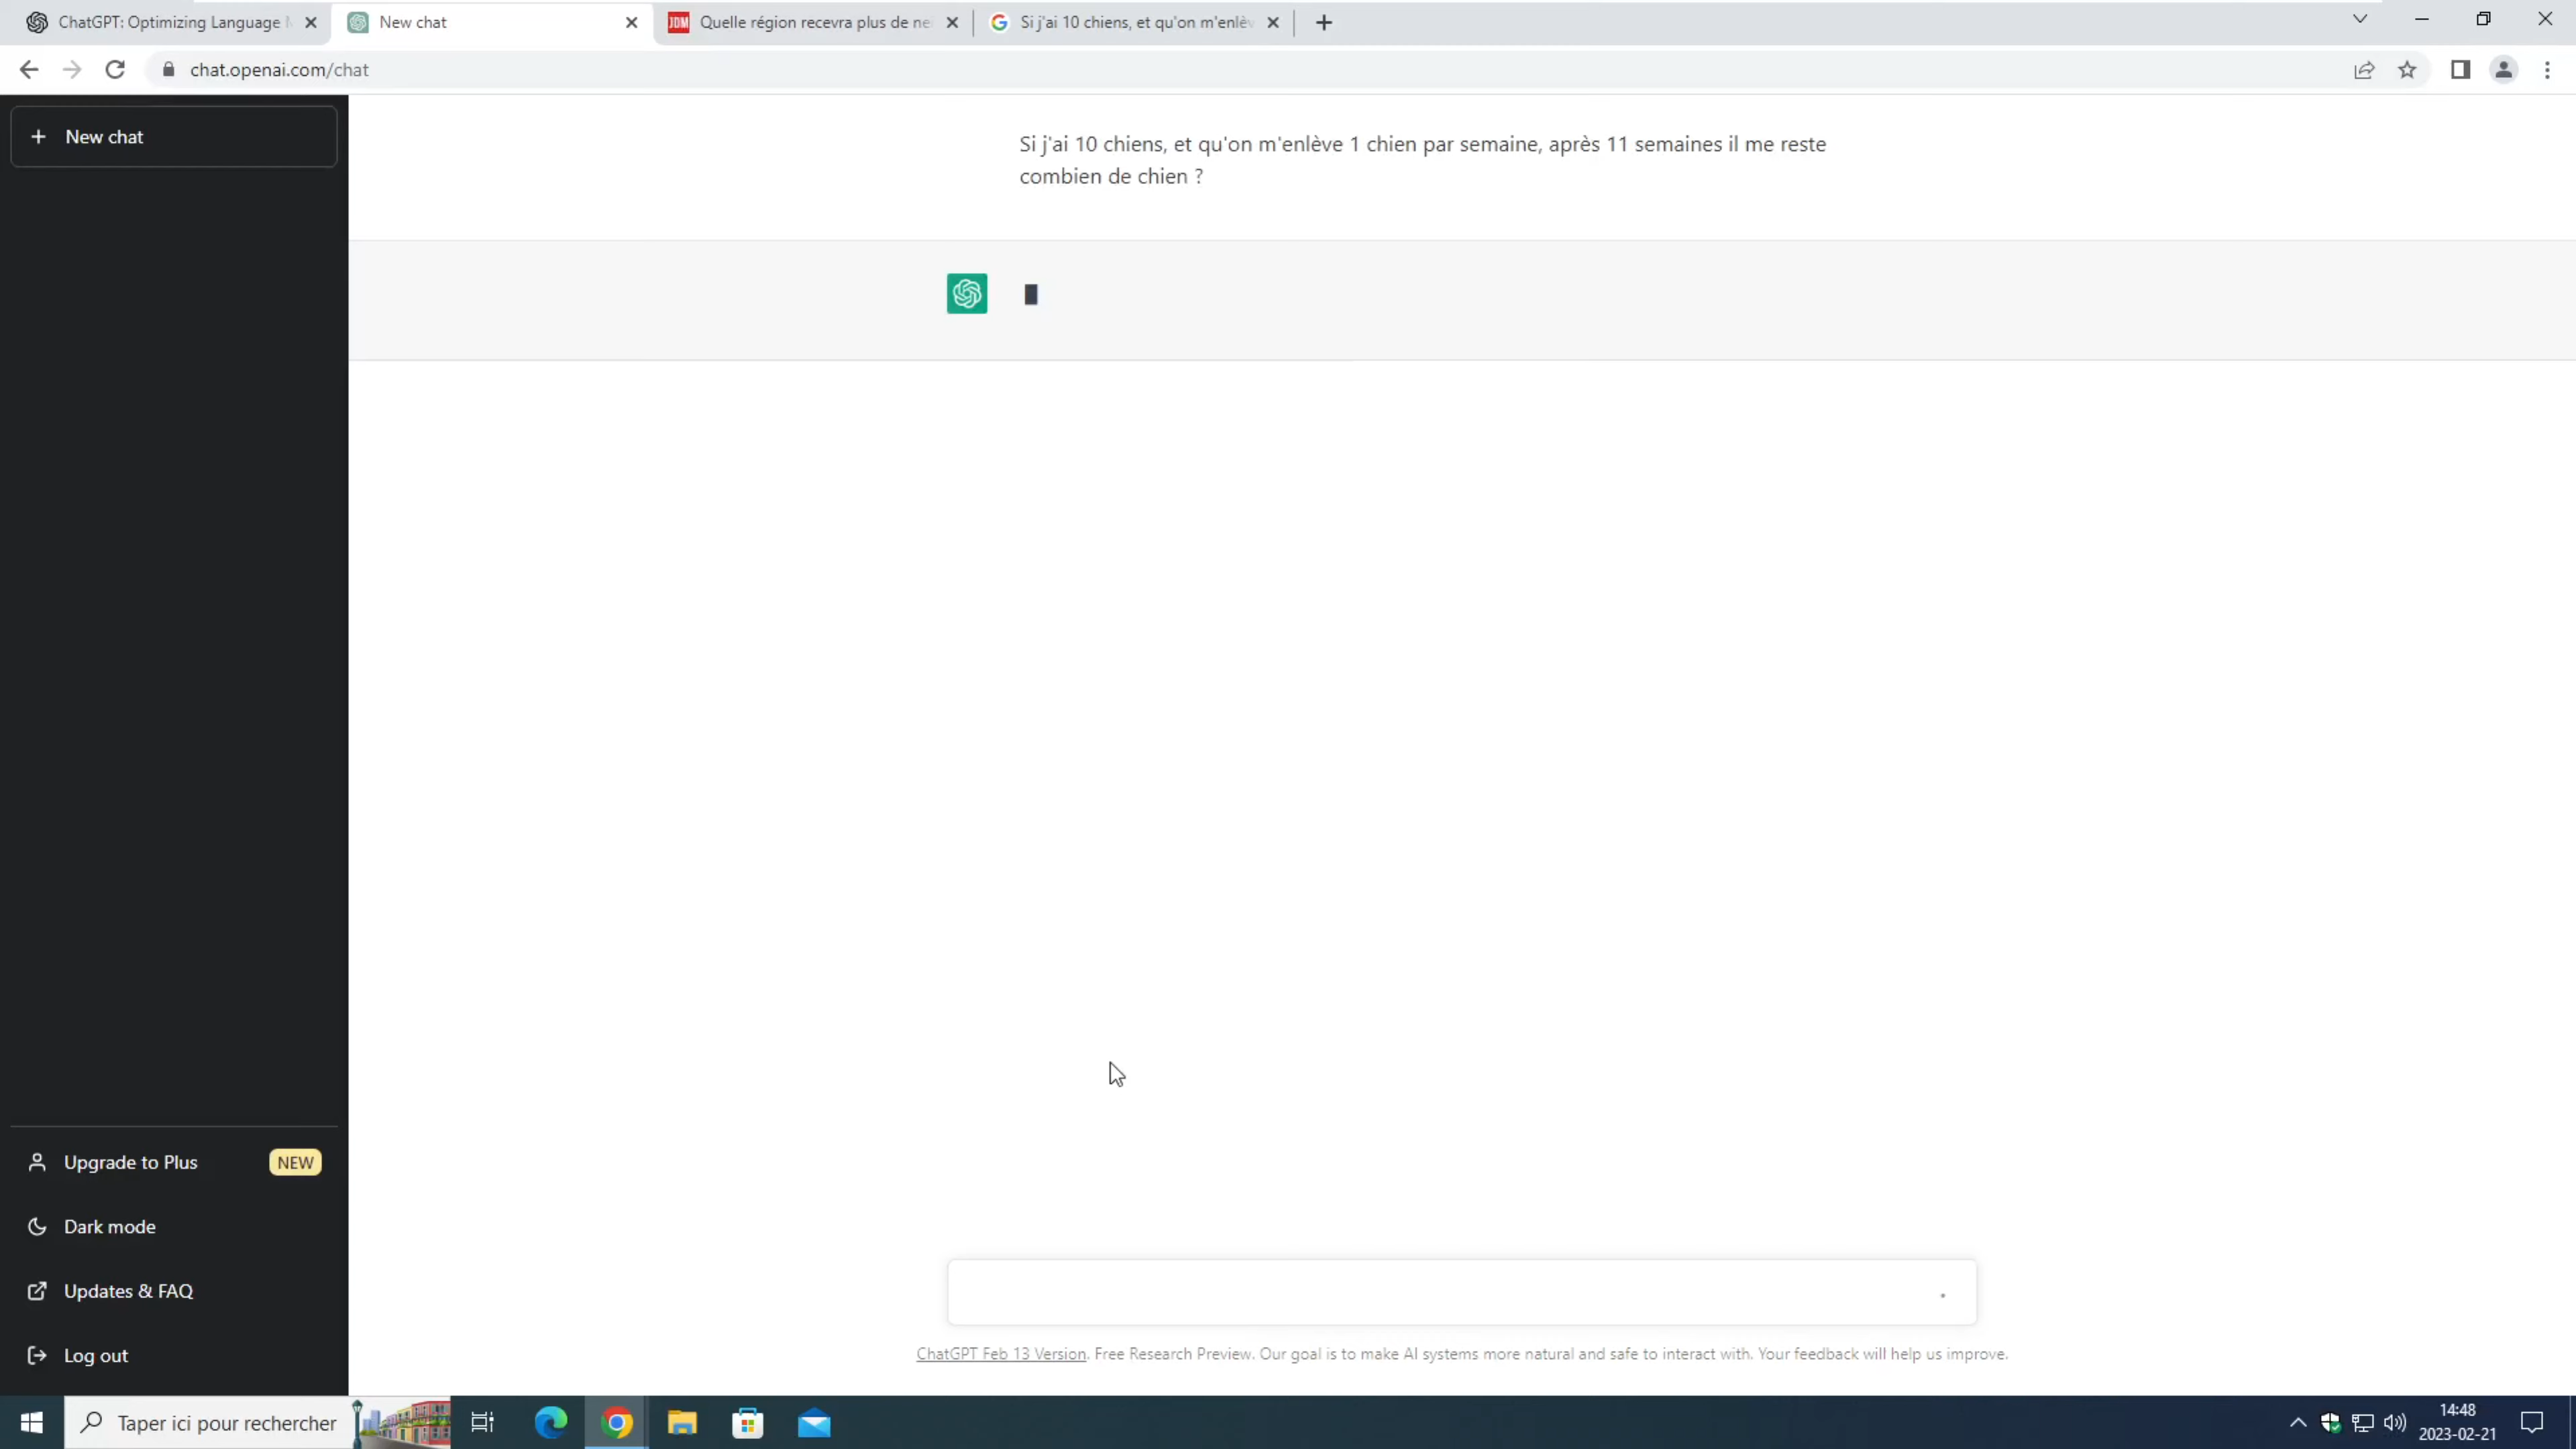 ChatGPT: Optimizing Language
New chat
JDM Quelle région recevra plus de ne
Si j'ai 10 chiens, et qu'on m'enlèv
chat.openai.com/chat
New chat
Si j'ai 10 chiens, et qu'on m'enlève 1 chien par semaine, après 11 semaines il me reste
combien de chien ?
Upgrade to Plus NEW
Dark mode
Updates & FAQ
Log out
ChatGPT Feb 13 Version. Free Research Preview. Our goal is to make AI systems more natural and safe to interact with. Your feedback will help us improve.
Taper ici pour rechercher
14:48
2023-02-21